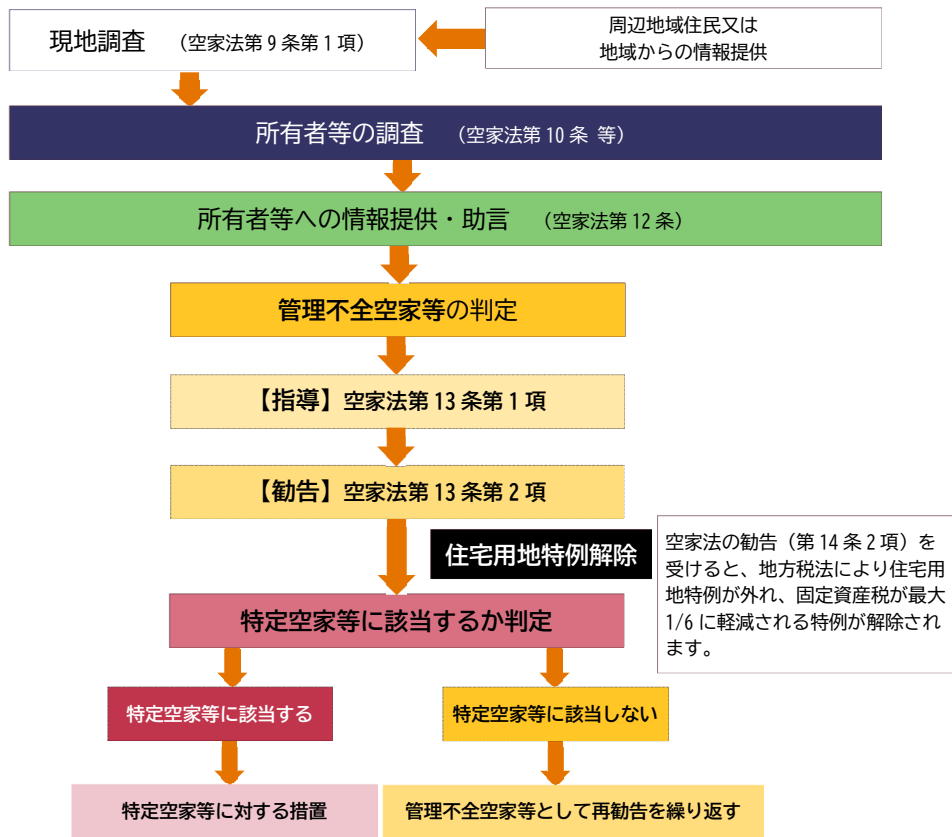 現地調査 （空家法第9条第1項）
周辺地域住民又は
地域からの情報提供
所有者等の調査 （空家法第10条 等）
所有者等への情報提供・助言 （空家法第12条）
管理不全空家等の判定
【指導】空家法第13条第1項
【勧告】空家法第13条第2項
住宅用地特例解除
空家法の勧告（第14条2項）を
受けると、地方税法により住宅用
地特例が外れ、固定資産税が最大
1/6に軽減される特例が解除され
ます。
特定空家等に該当するか判定
特定空家等に該当する
特定空家等に該当しない
特定空家等に対する措置
管理不全空家等として再勧告を繰り返す